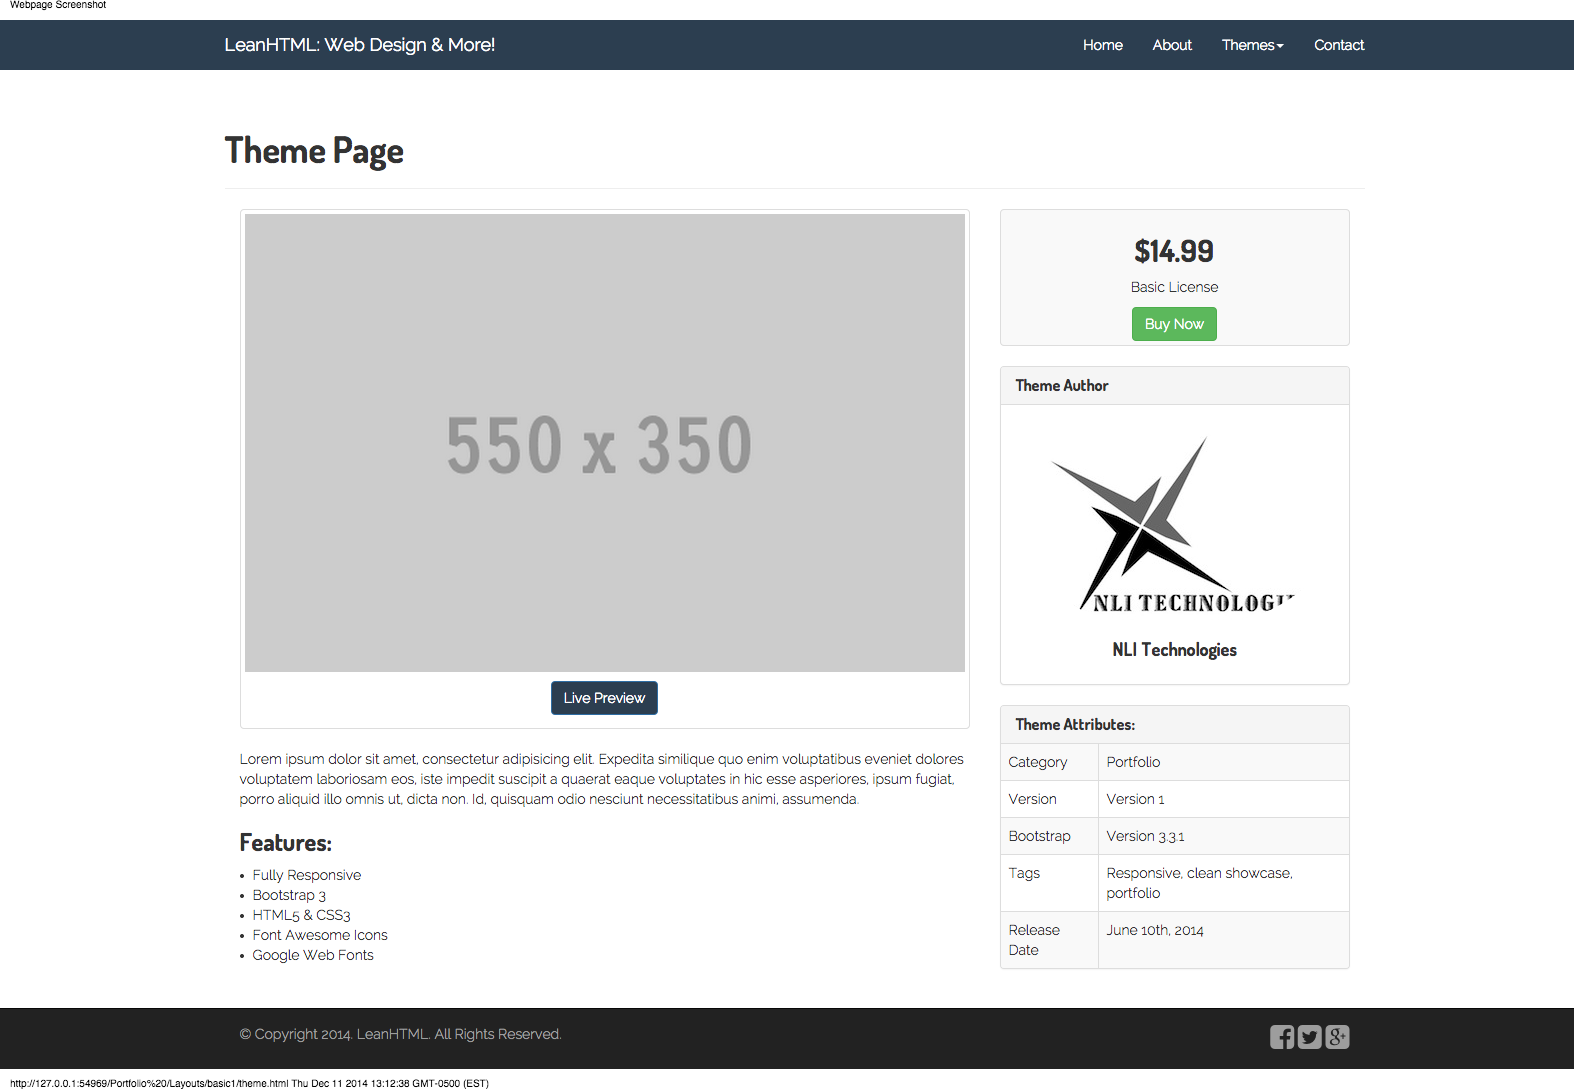 Webpage Screenshot
LeanHTML: Web Design & More!
Home About Themes Contact
Theme Page
550 x 350
Live Preview
Lorem ipsum dolor sit amet, consectetur adipisicing elit. Expedita similique quo enim voluptatibus eveniet dolores
voluptatem laboriosam eos, iste impedit suscipit a quaerat eaque voluptates in hic esse asperiores, ipsum fugiat,
porro aliquid illo omnis ut, dicta non. Id, quisquam odio nesciunt necessitatibus animi, assumenda.
Features:
• Fully Responsive
• Bootstrap 3
• HTML5 & CSS3
• Font Awesome Icons
• Google Web Fonts
$14.99
Basic License
Buy Now
Theme Author
NLI TECHNOLOGI
NLI Technologies
Theme Attributes:
Category Portfolio
Version Version 1
Bootstrap Version 3.3.1
Tags Responsive, clean showcase,
portfolio
Release June 10th, 2014
Date
© Copyright 2014. LeanHTML. All Rights Reserved.
http://127.0.0.1:54969/Portfolio%20/Layouts/basic1/theme.html Thu Dec 11 2014 13:12:38 GMT-0500 (EST)